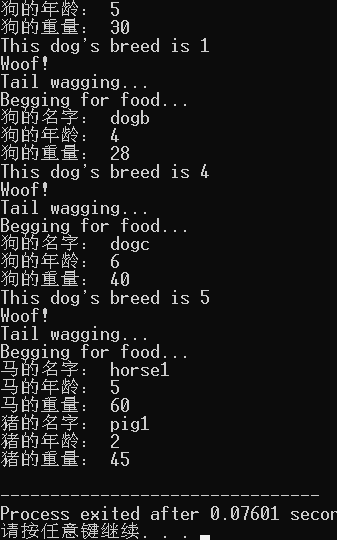 狗的年龄： 5
狗的重量： 30
This dog's breed is 1
Woof!
Tail wagging...
Begging for food...
狗的名字： dogb
狗的年龄： 4
狗的重量： 28
This dog's breed is 4
Woof!
Tail wagging...
Begging for food...
狗的名字： dogc
狗的年龄： 6
狗的重量： 40
This dog's breed is 5
Woof!
Tail wagging...
Begging for food...
马的名字： horse1
马的年龄： 5
马的重量： 60
猪的名字： pig1
猪的年龄： 2
猪的重量： 45
--------------------------------
Process exited after 0.07601 secon
请按任意键继续. . .